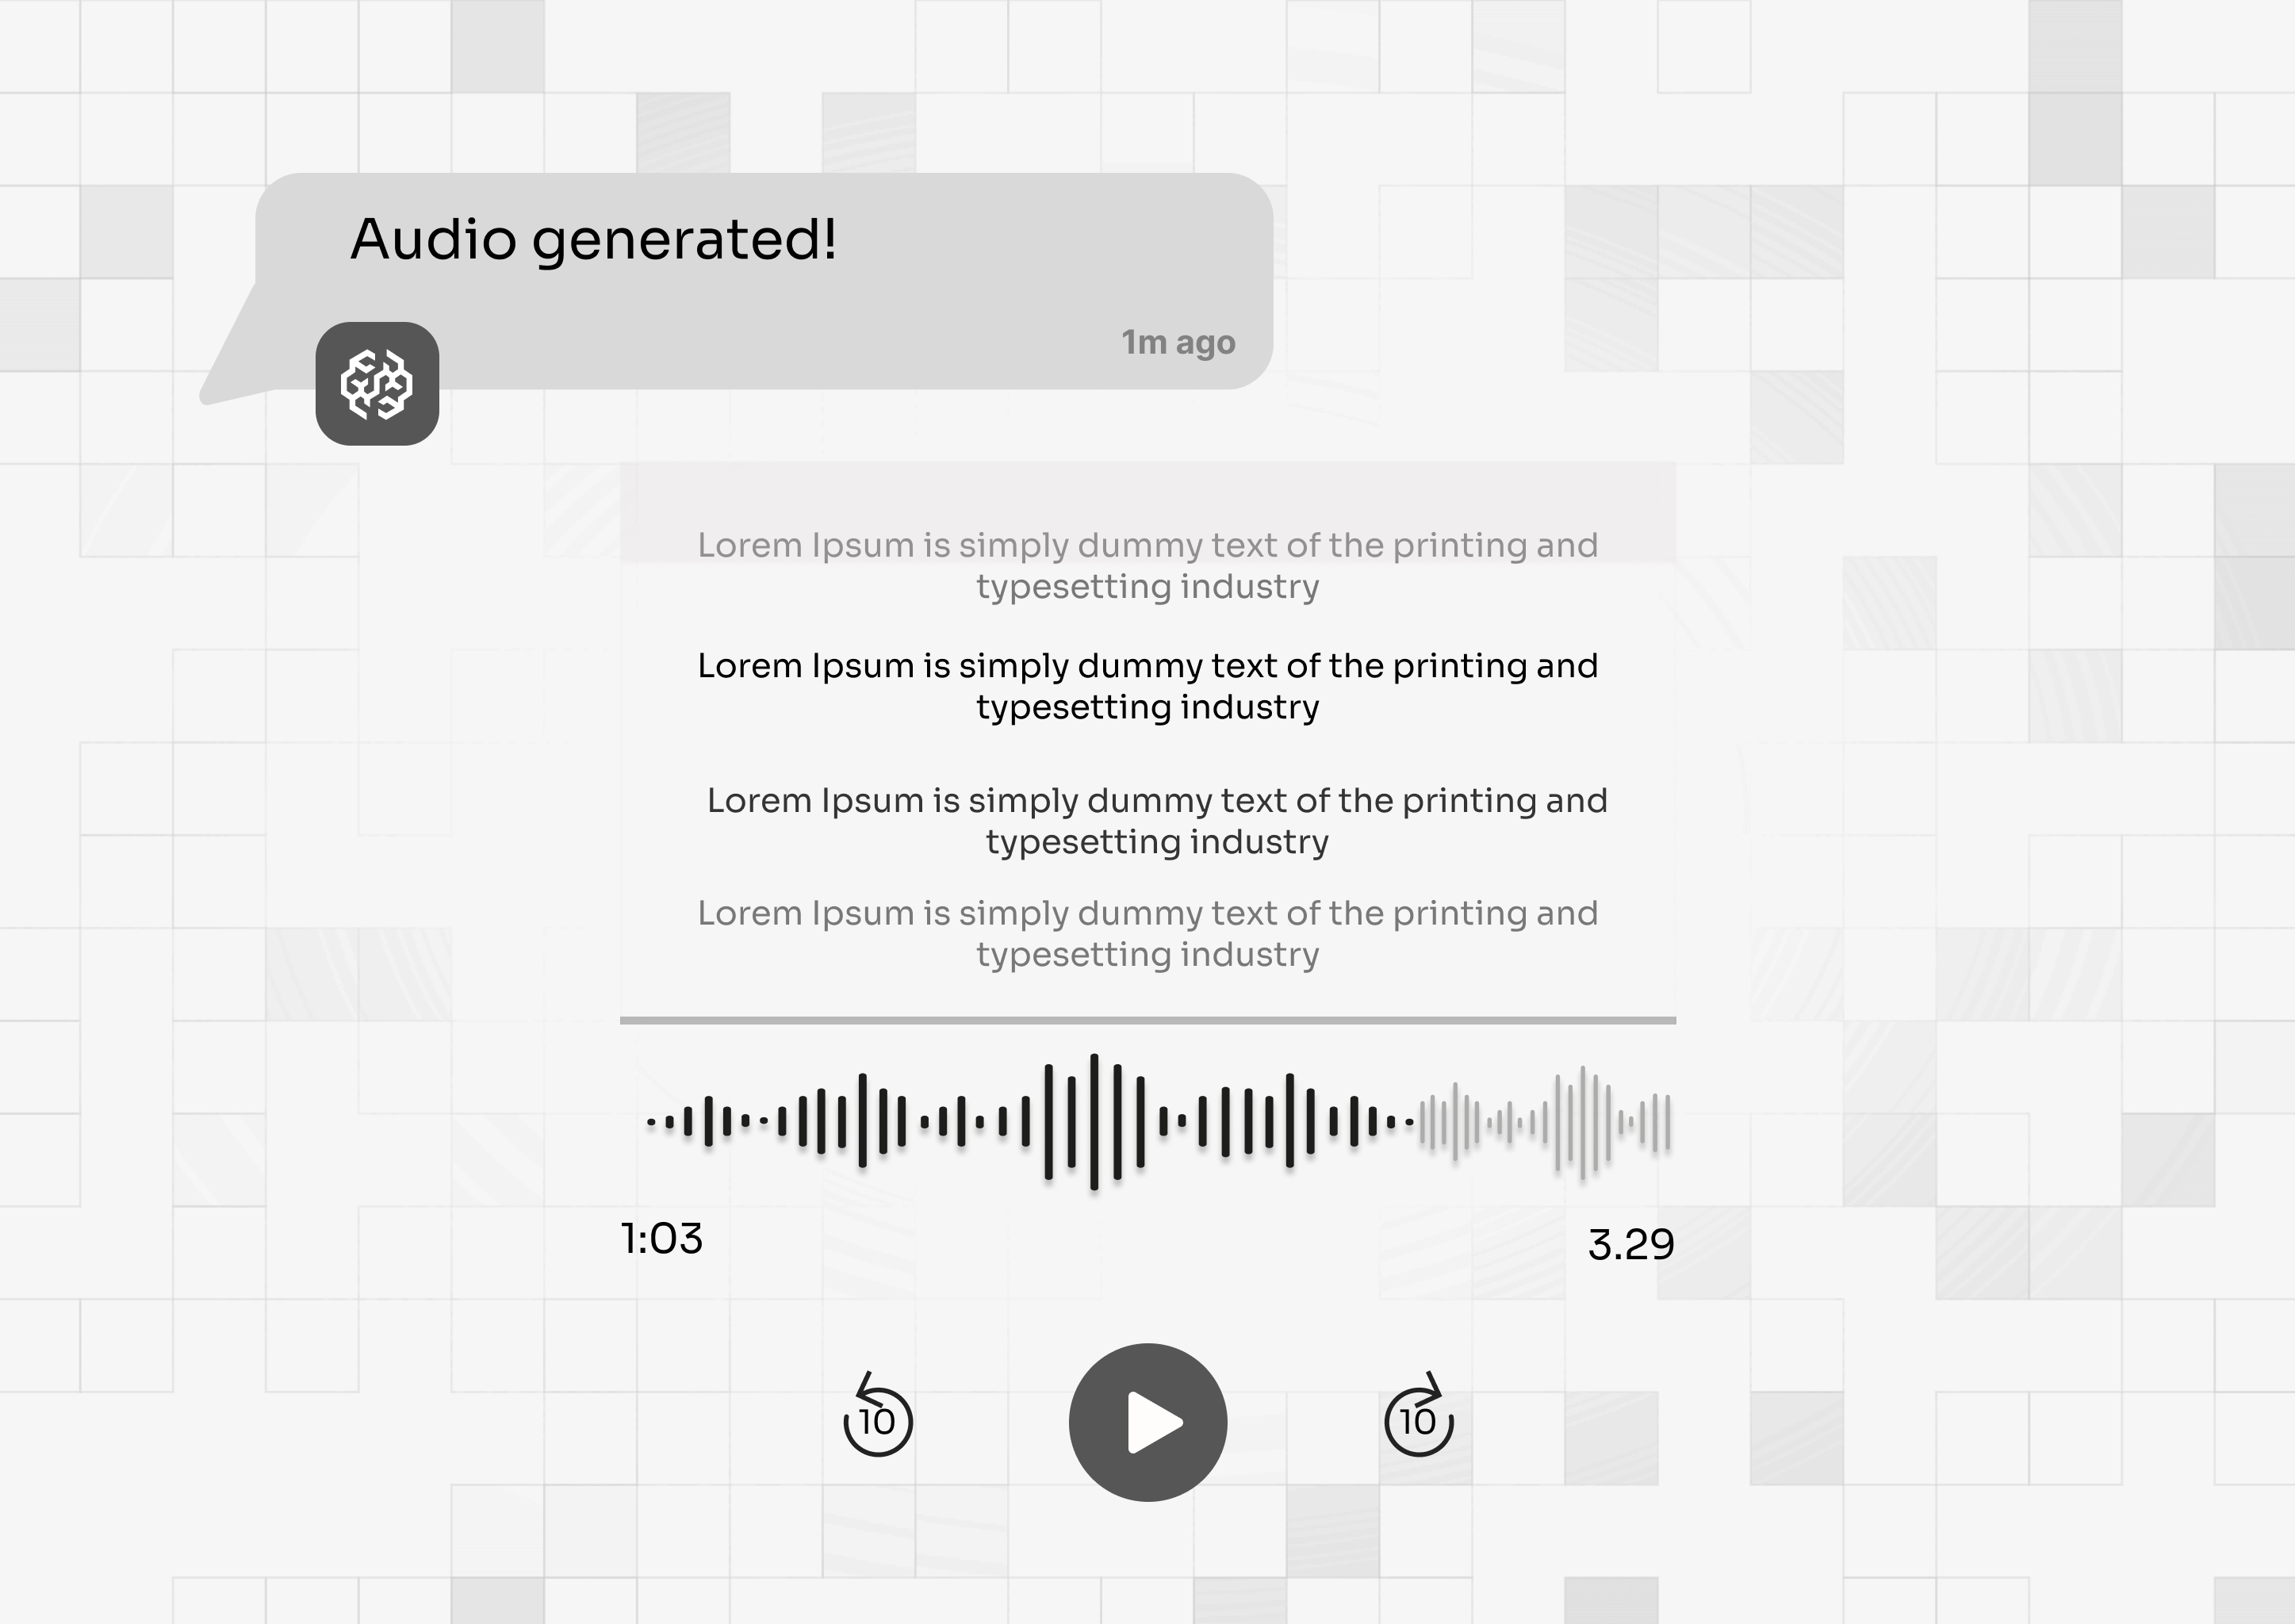 Audio generated!
1m ago
Lorem Ipsum is simply dummy text of the printing and
typesetting industry
Lorem Ipsum is simply dummy text of the printing and
typesetting industry
Lorem Ipsum is simply dummy text of the printing and
typesetting industry
Lorem Ipsum is simply dummy text of the printing and
typesetting industry
1:03
3.29
10
10